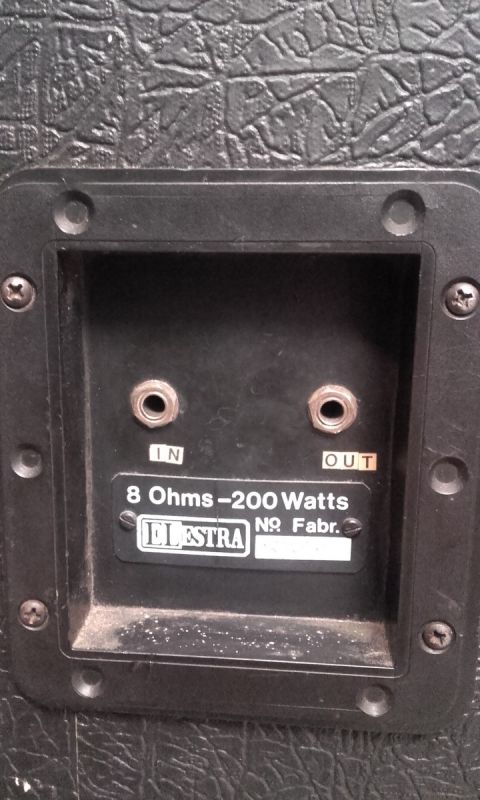 IN
OUT
8 Ohms-200 Watts
ELESTRA
No Fabr.